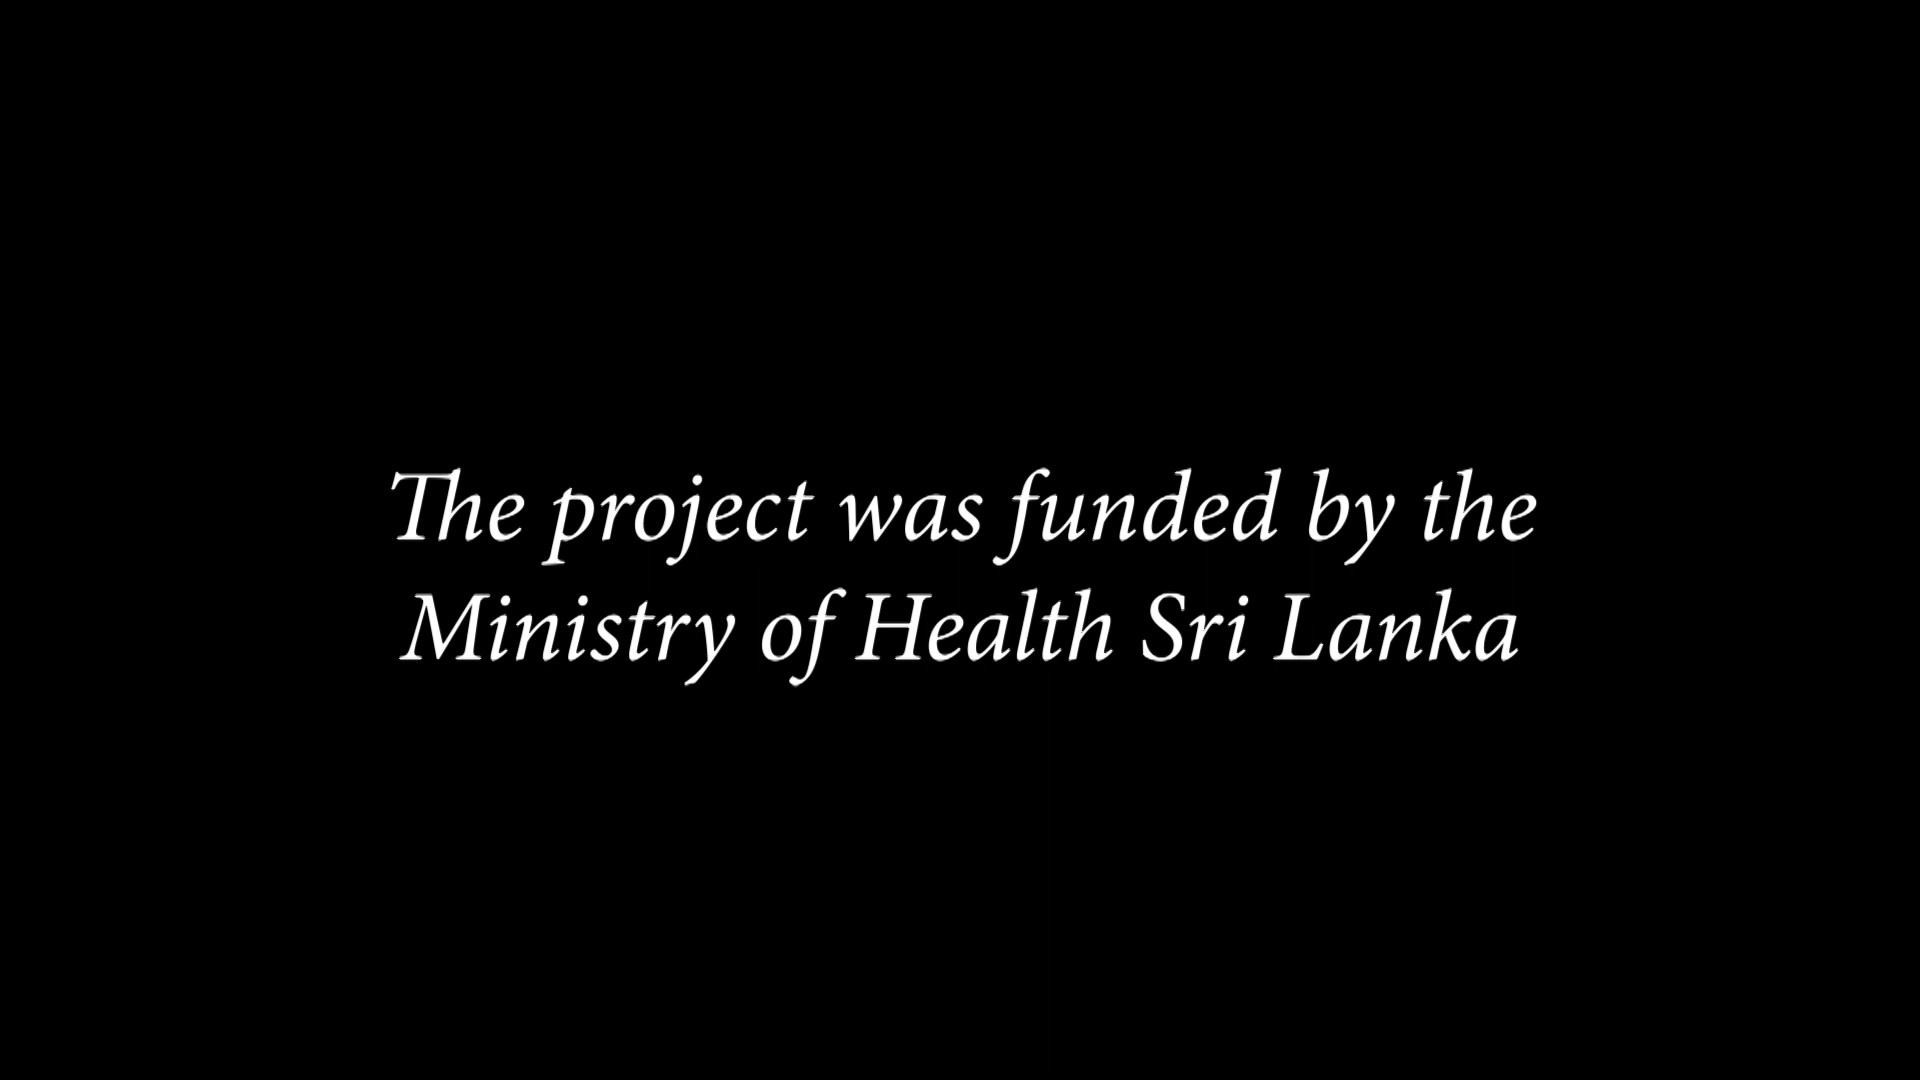 The project was funded by the
Ministry of Health Sri Lanka